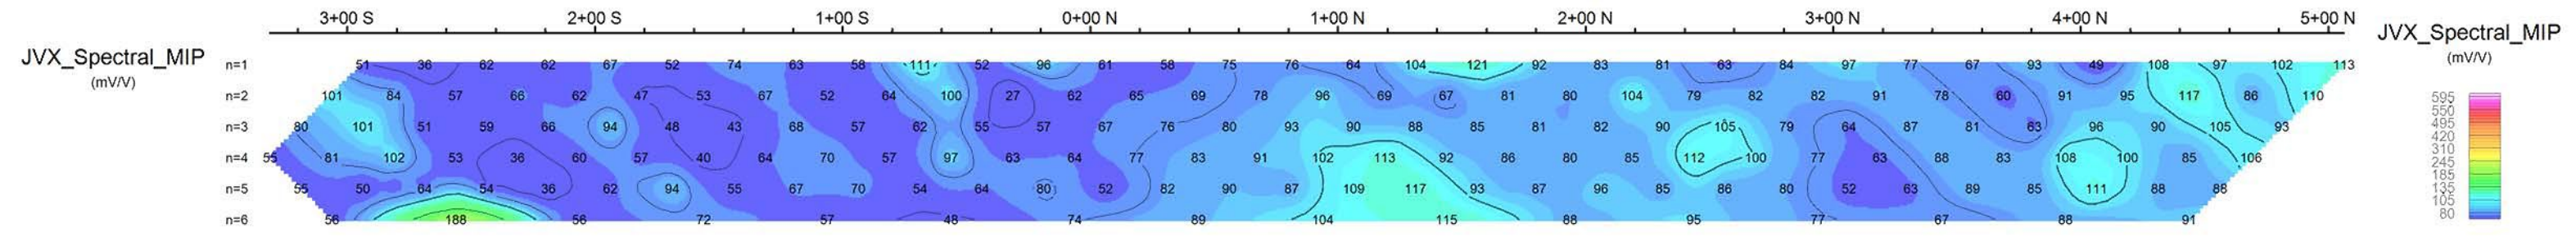 3+00 S 2+00 S 1+00 S 0+00 N 1+00 N 2+00 N 3+00 N 4+00 N 5+00 N
JVX_Spectral_MIP
(mV/V)
n=1 51 36 62 62 67 52 74 63 58 111 52 96 61 58 75 76 64 104 121 92 83 81 63 84 97 77 67 93 49 108 97 102 113
n=2 101 84 57 66 62 47 53 67 52 64 100 27 62 65 69 78 96 69 67 81 80 104 79 82 82 91 78 60 91 95 117 86 110
n=3 80 101 51 59 66 94 48 43 68 57 62 55 57 67 76 80 93 90 88 85 81 82 90 105 79 64 87 81 63 96 90 105 93
n=4 55 81 102 53 36 60 57 40 64 70 57 97 63 64 77 83 91 102 113 92 86 80 85 112 100 77 63 88 83 108 100 85 106
n=5 55 50 64 54 36 62 94 55 67 70 54 64 80 52 82 90 87 109 117 93 87 96 85 86 80 52 63 89 85 111 88 88
n=6 56 188 56 72 57 48 74 89 104 115 88 95 77 67 88 91
JVX_Spectral_MIP
(mV/V)
595
550
495
420
310
245
185
135
105
80